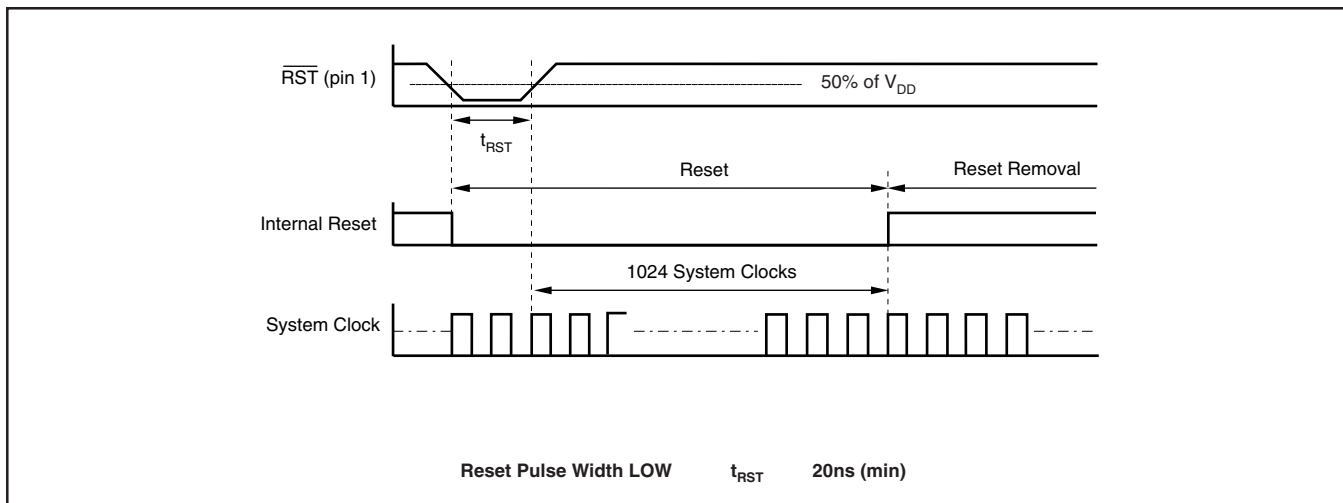 RST (pin 1)
50% of VDD
tRST
Reset
Reset Removal
Internal Reset
1024 System Clocks
System Clock
Reset Pulse Width LOW tRST 20ns (min)